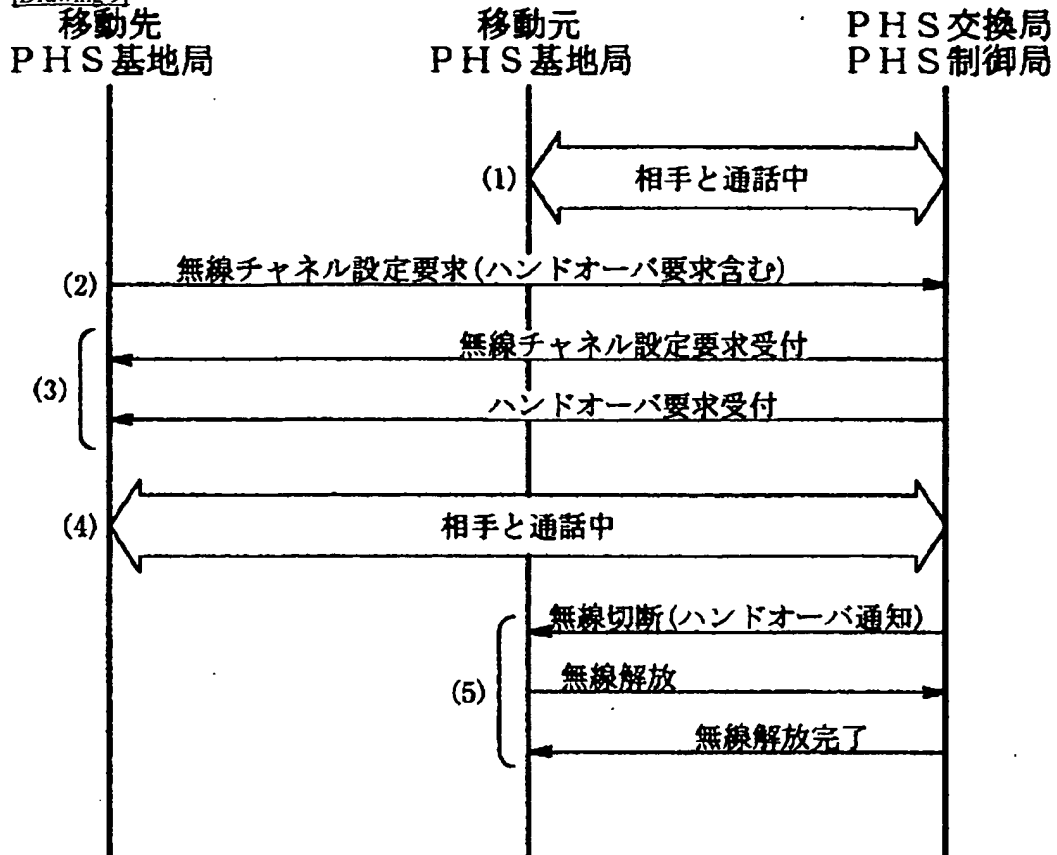 移動先
PHS基地局
移動元
PHS基地局
PHS交換局
PHS制御局
(1)
相手と通話中
(2)
無線チャネル設定要求(ハンドオーバ要求含む)
(3)
無線チャネル設定要求受付
ハンドオーバ要求受付
(4)
相手と通話中
(5)
無線切断(ハンドオーバ通知)
無線解放
無線解放完了